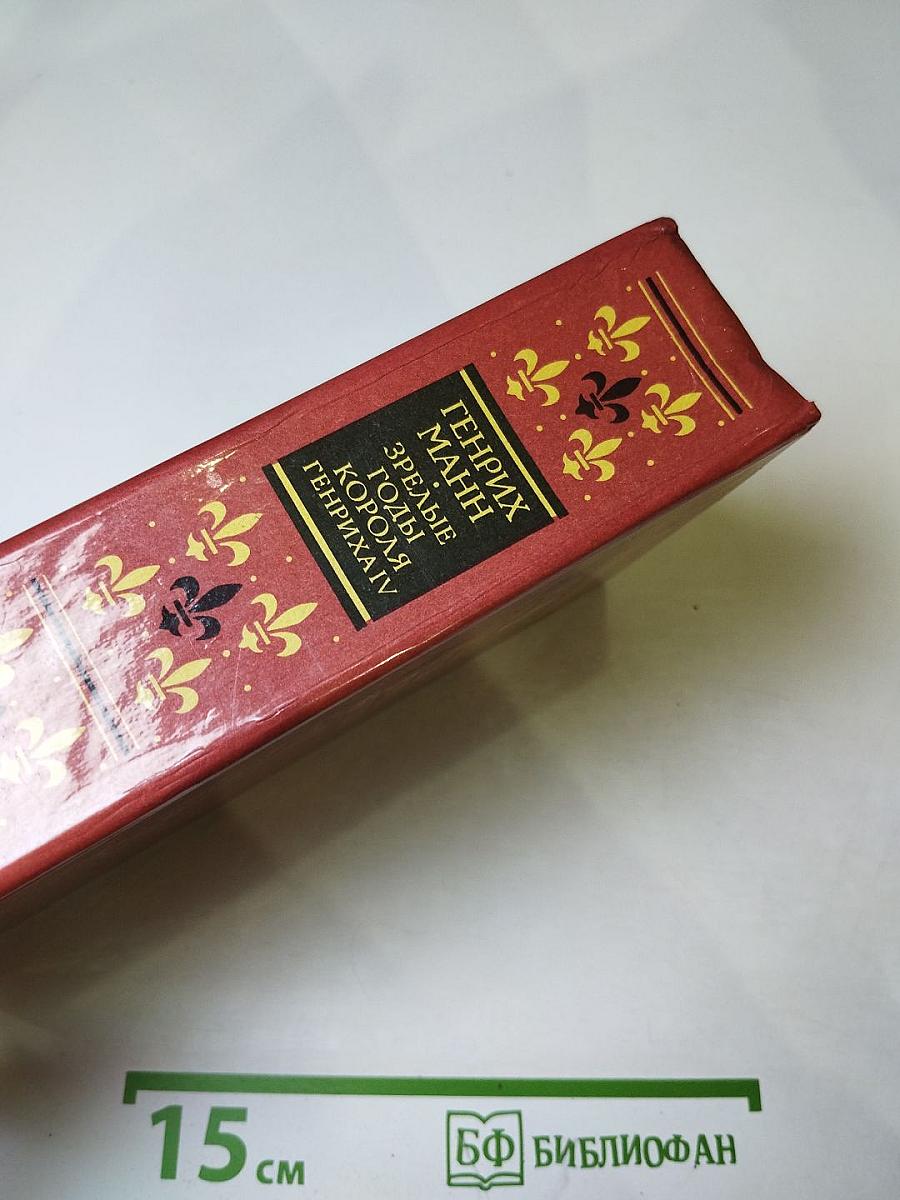 ГЕНРИХ
МАНН
ЗРЕЛЫЕ
ГОДЫ
КОРОЛЯ
ГЕНРИХА IV
15 см
БФ БИБЛИОФАН